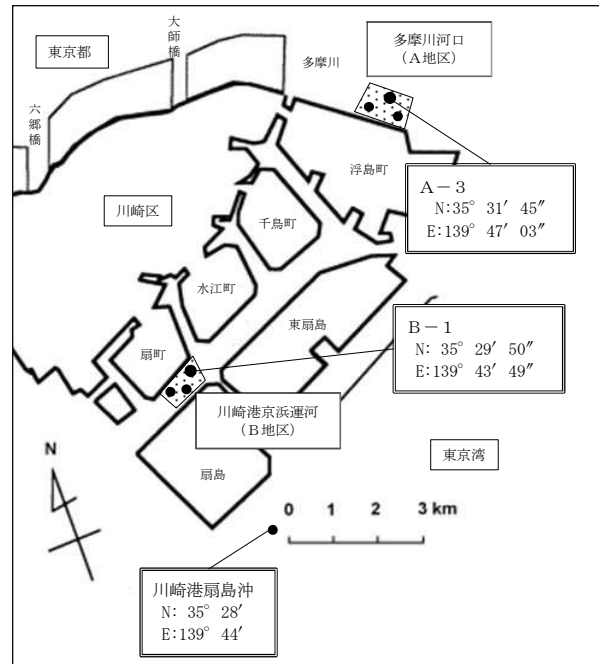 東京都
大師橋
多摩川
多摩川河口
（A地区）
六郷橋
浮島町
A－3
N:35° 31′ 45″
E:139° 47′ 03″
川崎区
千鳥町
水江町
東扇島
B－1
N: 35° 29′ 50″
E:139° 43′ 49″
扇町
川崎港京浜運河
（B地区）
東京湾
扇島
N
0 1 2 3 km
川崎港扇島沖
N: 35° 28′
E:139° 44′